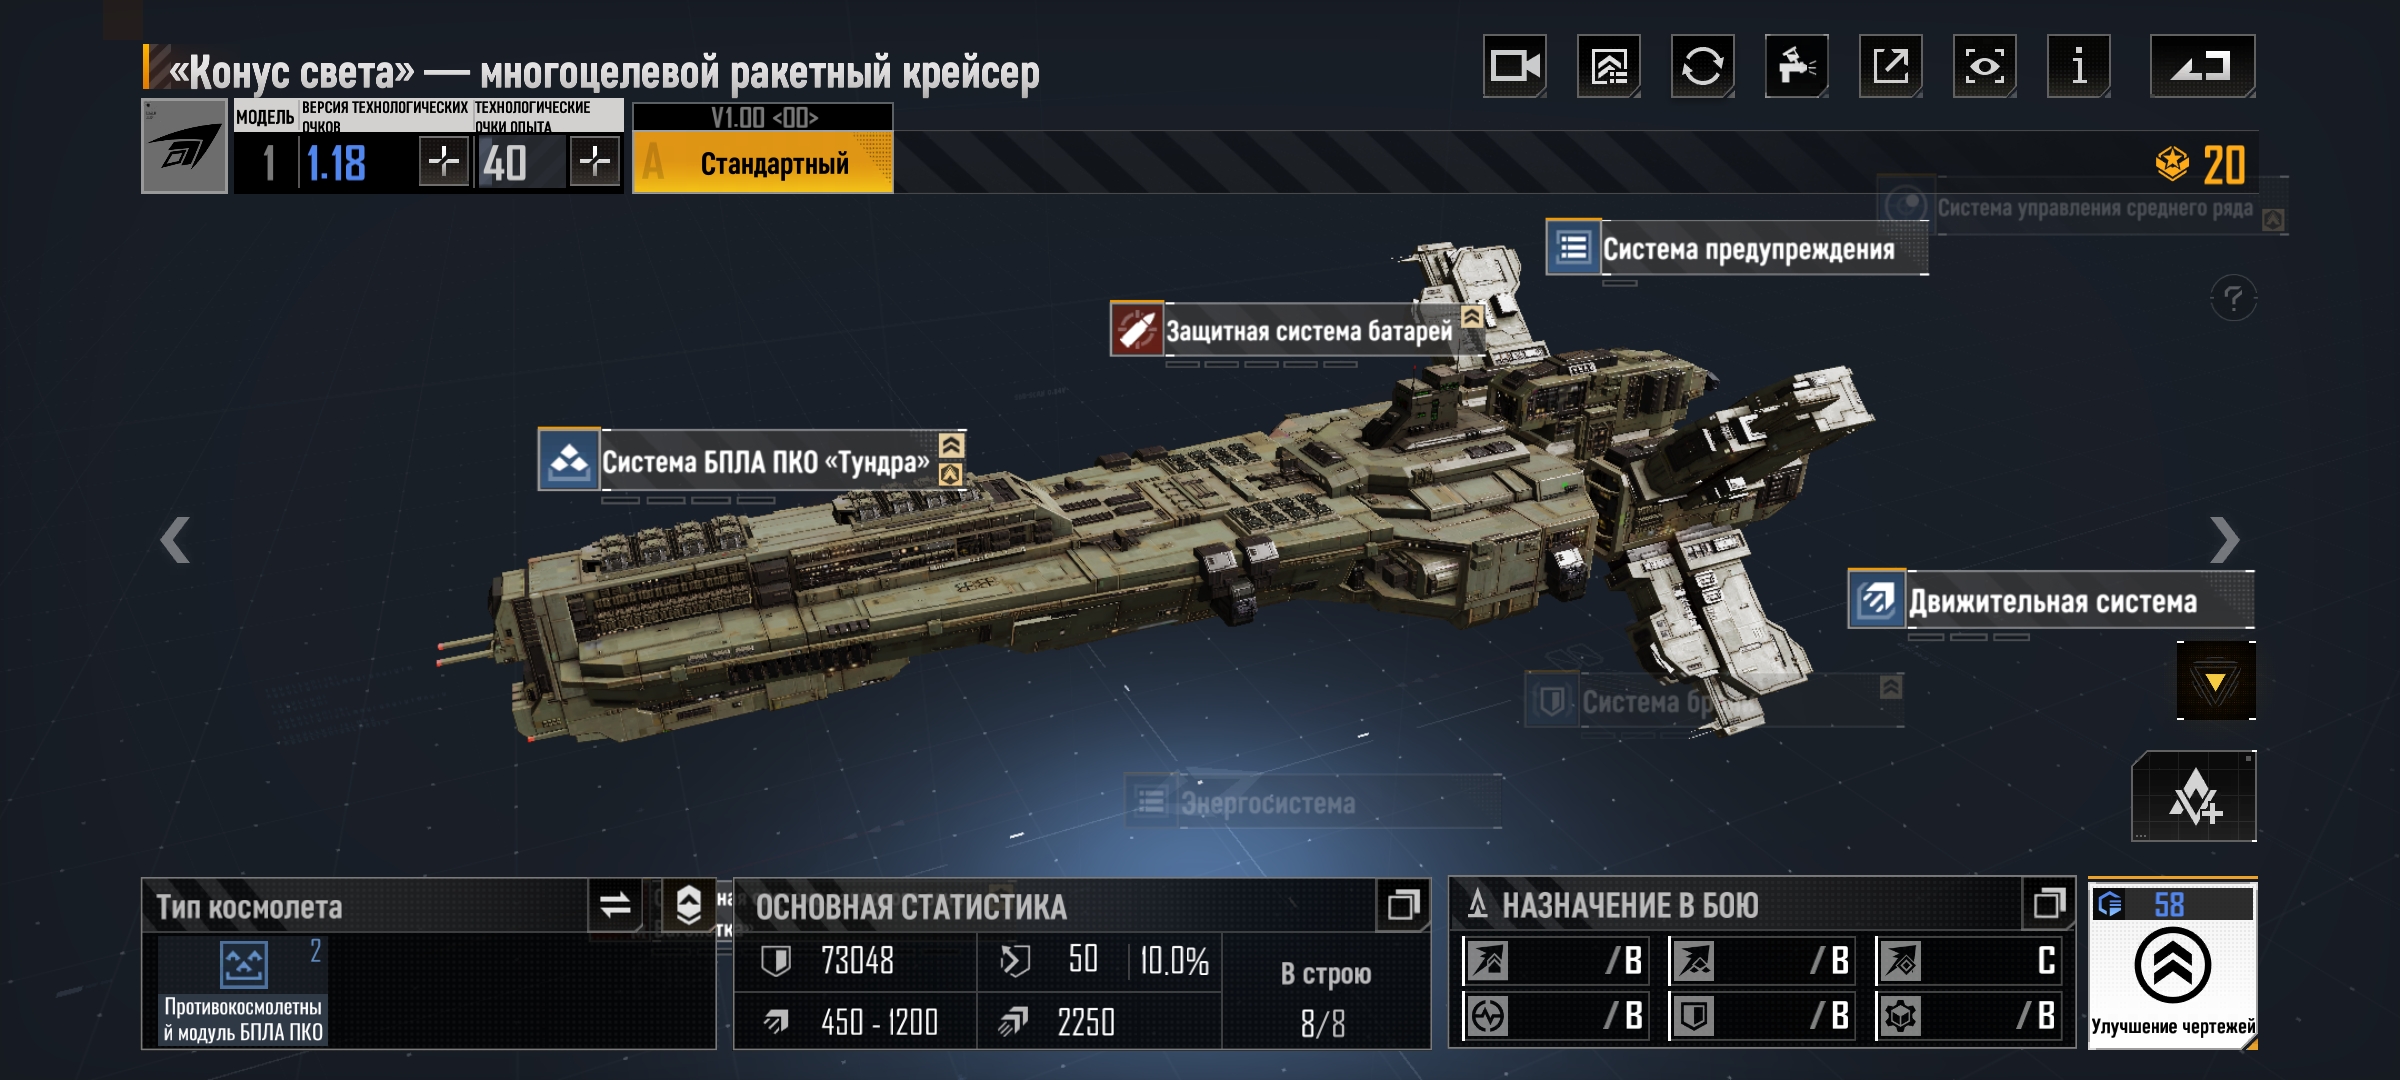 «Конус света» — многоцелевой ракетный крейсер
МОДЕЛЬ
ВЕРСИЯ ТЕХНОЛОГИЧЕСКИХ
ОЧКОВ
ТЕХНОЛОГИЧЕСКИЕ
ОЧКИ ОПЫТА
1
1.18
40
V1.00 <00>
A
Стандартный
20
Система управления среднего ряда
Система предупреждения
Защитная система батарей
Система БПЛА ПКО «Тундра»
Движительная система
Система
Энергосистема
Тип космолета
2
Противокосмолетны
й модуль БПЛА ПКО
ОСНОВНАЯ СТАТИСТИКА
73048
50
10.0%
450 - 1200
2250
В строю
8/8
НАЗНАЧЕНИЕ В БОЮ
/B
/B
C
/B
/B
/B
58
Улучшение чертежей